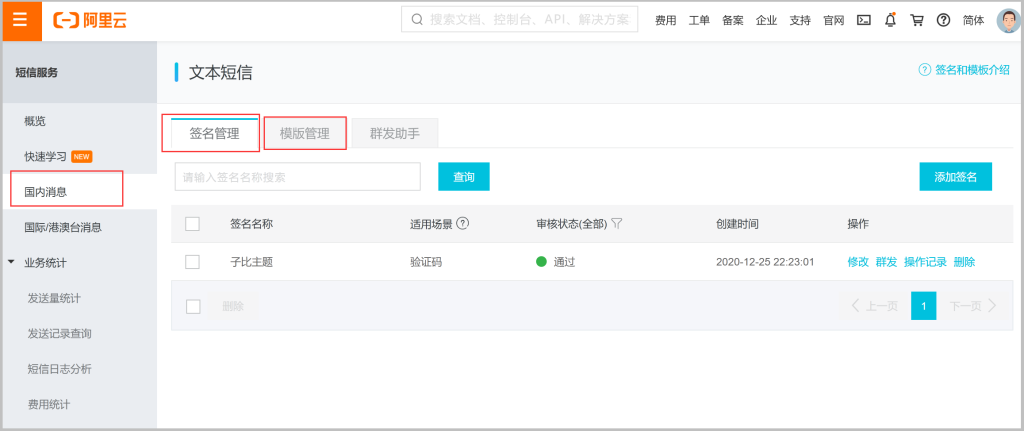 阿里云
搜索文档、控制台、API、解决方案
费用 工单 备案 企业 支持 官网 简体
短信服务
文本短信
签名和模板介绍
概览
快速学习 NEW
国内消息
国际/港澳台消息
业务统计
发送量统计
发送记录查询
短信日志分析
费用统计
签名管理 模版管理 群发助手
请输入签名名称搜索 查询 添加签名
签名名称 适用场景 审核状态(全部) 创建时间 操作
子比主题 验证码 通过 2020-12-25 22:23:01 修改 群发 操作记录 删除
删除 上一页 1 下一页